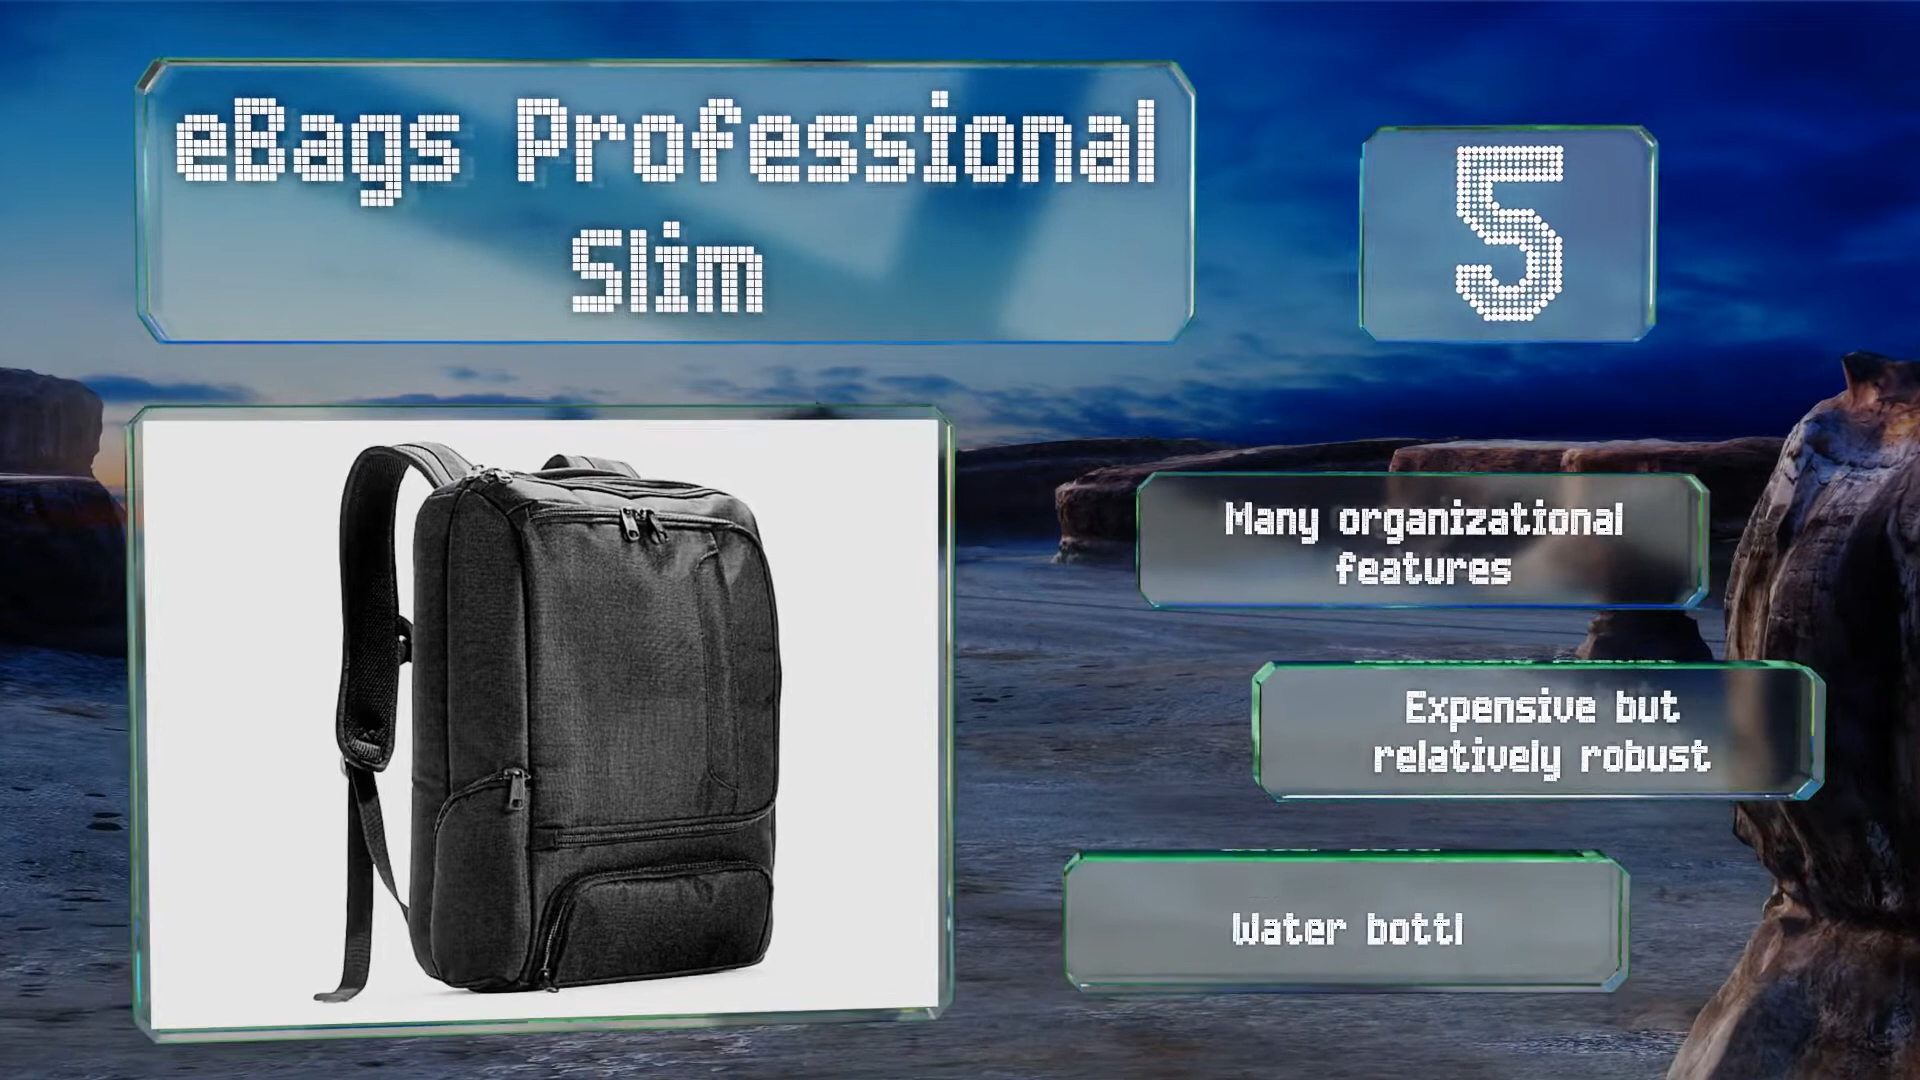 eBags Professional
Slim
5
Many organizational
features
Expensive but
relatively robust
Water bottl